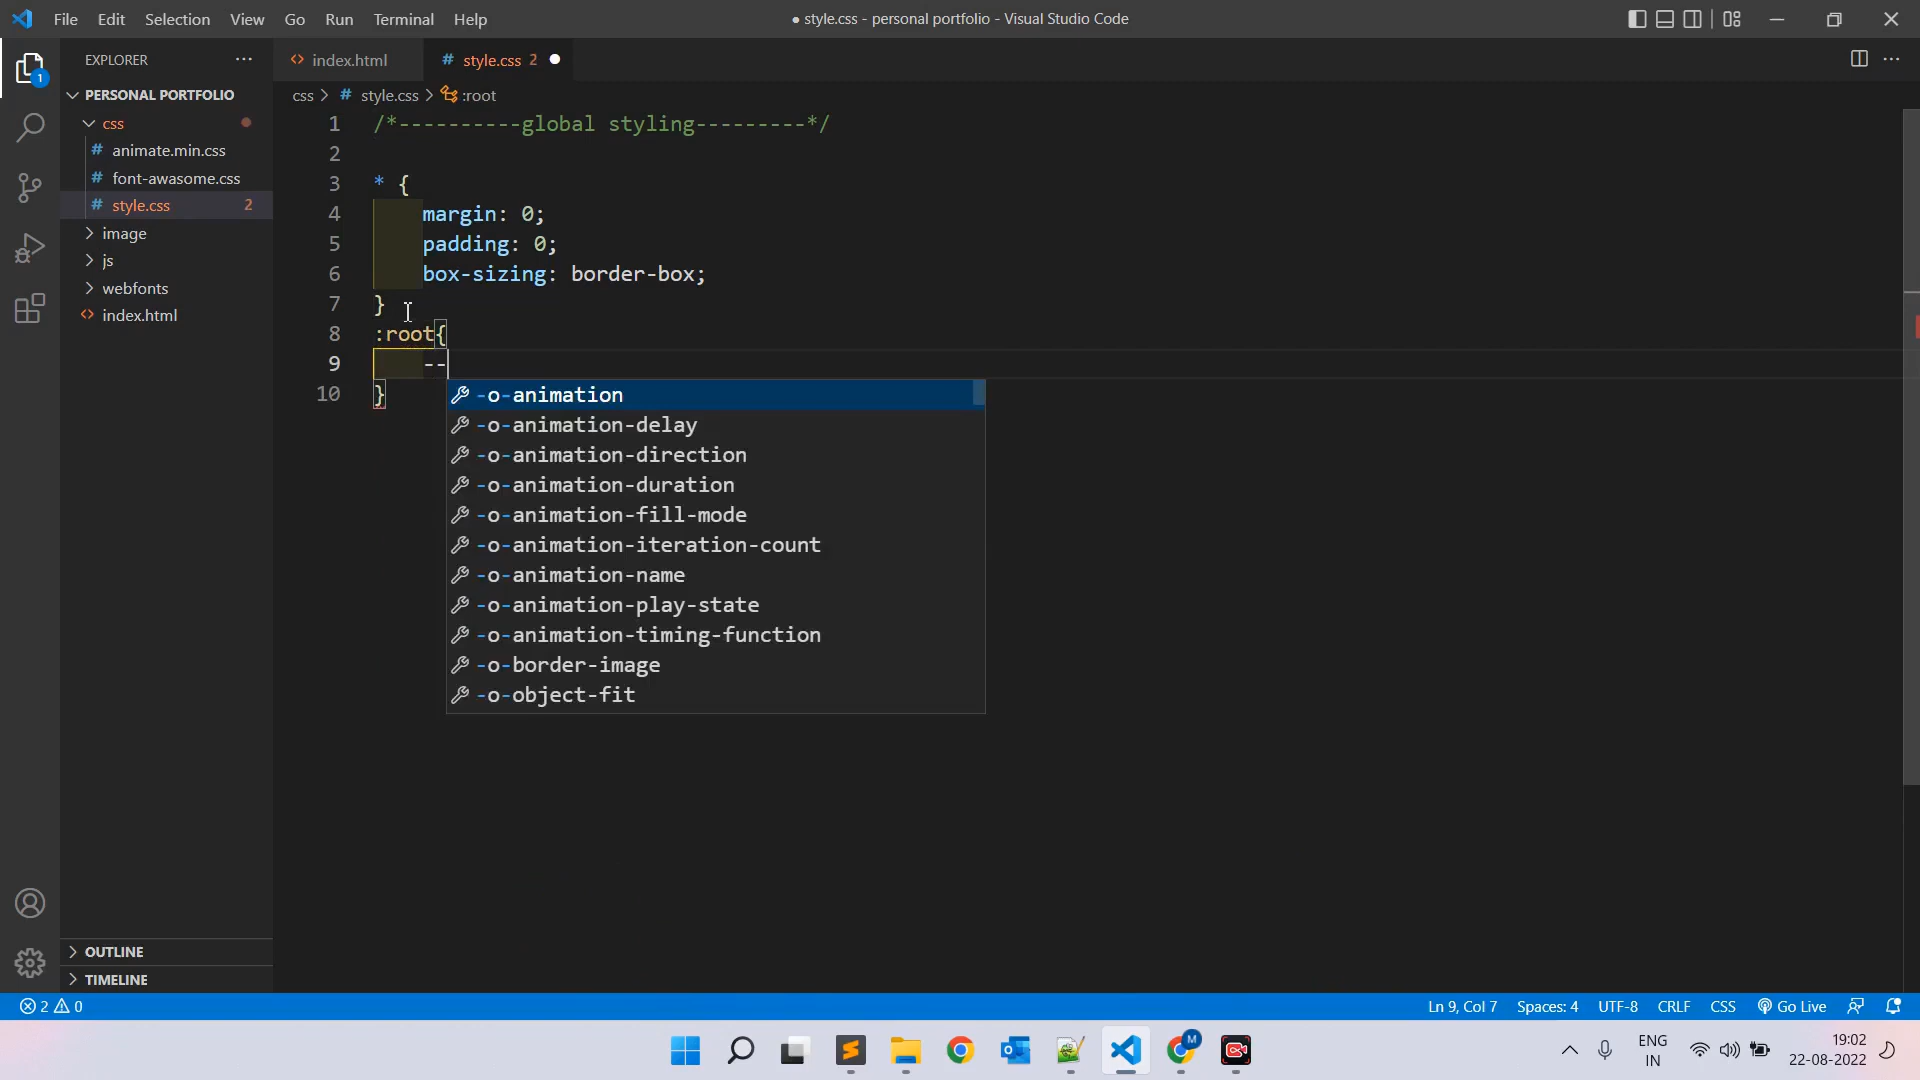 File Edit Selection View Go Run Terminal Help
● style.css - personal portfolio - Visual Studio Code
EXPLORER ···
index.html
# style.css 2 ●
PERSONAL PORTFOLIO
css > # style.css > :root
css
# animate.min.css
# font-awasome.css
# style.css 2
image
js
webfonts
index.html
1 /*----------global styling---------*/
2
3 * {
4 margin: 0;
5 padding: 0;
6 box-sizing: border-box;
7 }
8 :root{
9 --
10 }
-o-animation
-o-animation-delay
-o-animation-direction
-o-animation-duration
-o-animation-fill-mode
-o-animation-iteration-count
-o-animation-name
-o-animation-play-state
-o-animation-timing-function
-o-border-image
-o-object-fit
1
OUTLINE
TIMELINE
2 0
Ln 9, Col 7 Spaces: 4 UTF-8 CRLF CSS Go Live
M
ENG
IN
19:02
22-08-2022